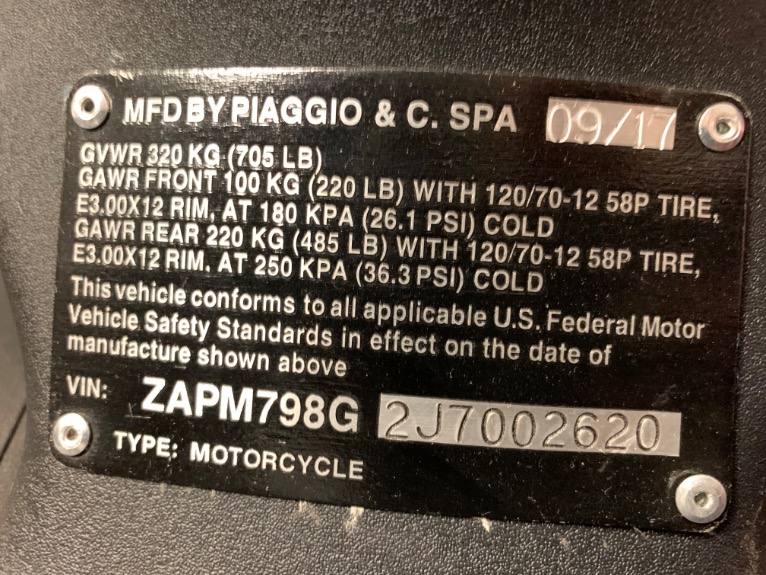 MFD BY PIAGGIO & C. SPA 09/17
GVWR 320 KG (705 LB)
GAWR FRONT 100 KG (220 LB) WITH 120/70-12 58P TIRE,
E3.00X12 RIM, AT 180 KPA (26.1 PSI) COLD
GAWR REAR 220 KG (485 LB) WITH 120/70-12 58P TIRE,
E3.00X12 RIM, AT 250 KPA (36.3 PSI) COLD
This vehicle conforms to all applicable U.S. Federal Motor
Vehicle Safety Standards in effect on the date of
manufacture shown above
VIN: ZAPM798G 2J7002620
TYPE: MOTORCYCLE